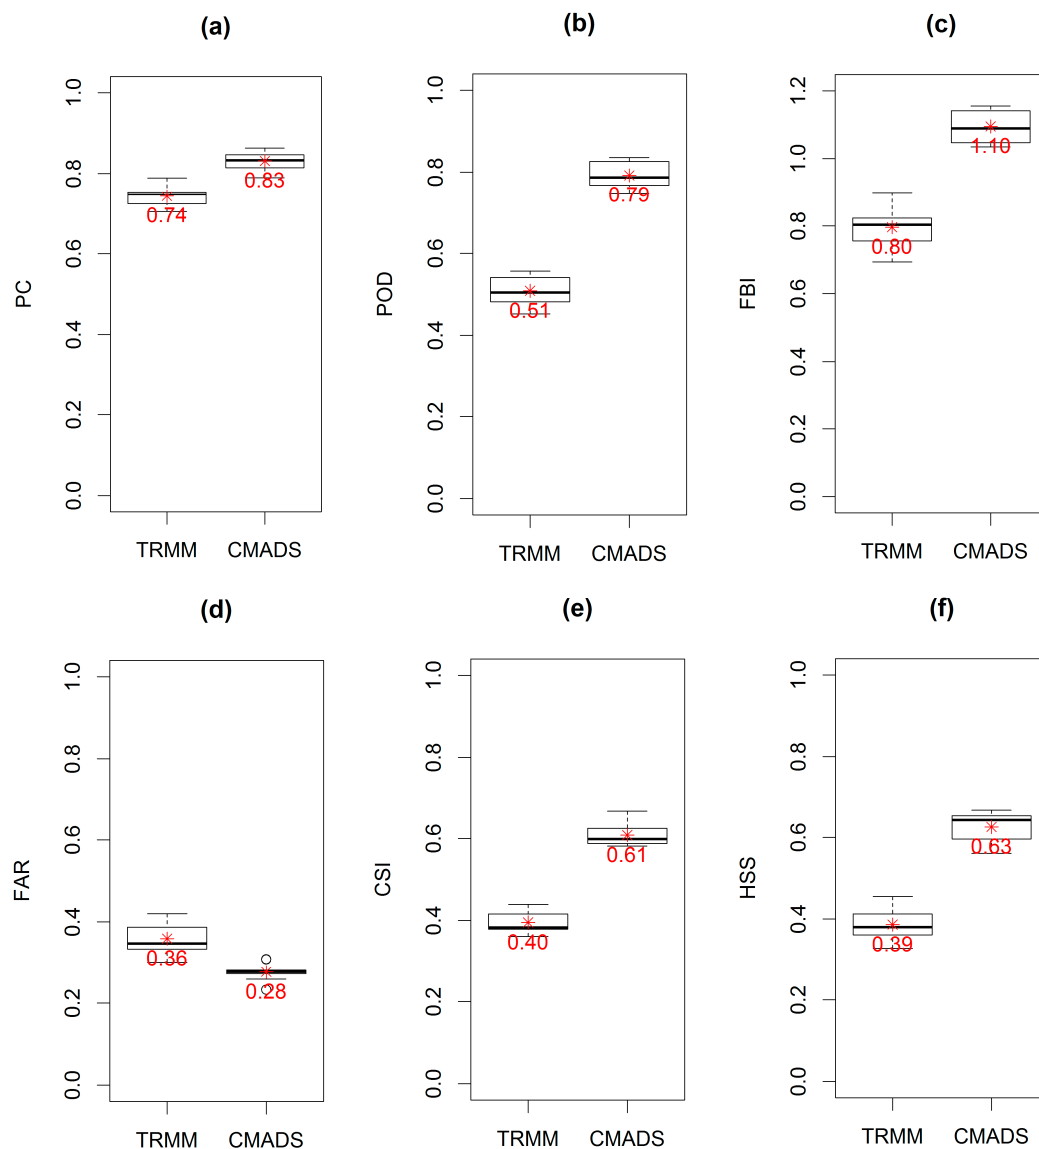 (a)
(b)
(c)
PC
1.0
0.8
0.6
0.4
0.2
0.0
0.74
0.83
TRMM
CMADS
POD
1.0
0.8
0.6
0.4
0.2
0.0
0.51
0.79
TRMM
CMADS
FBI
1.2
1.0
0.8
0.6
0.4
0.2
0.0
0.80
1.10
TRMM
CMADS
(d)
(e)
(f)
FAR
1.0
0.8
0.6
0.4
0.2
0.0
0.36
0.28
TRMM
CMADS
CSI
1.0
0.8
0.6
0.4
0.2
0.0
0.40
0.61
TRMM
CMADS
HSS
1.0
0.8
0.6
0.4
0.2
0.0
0.39
0.63
TRMM
CMADS